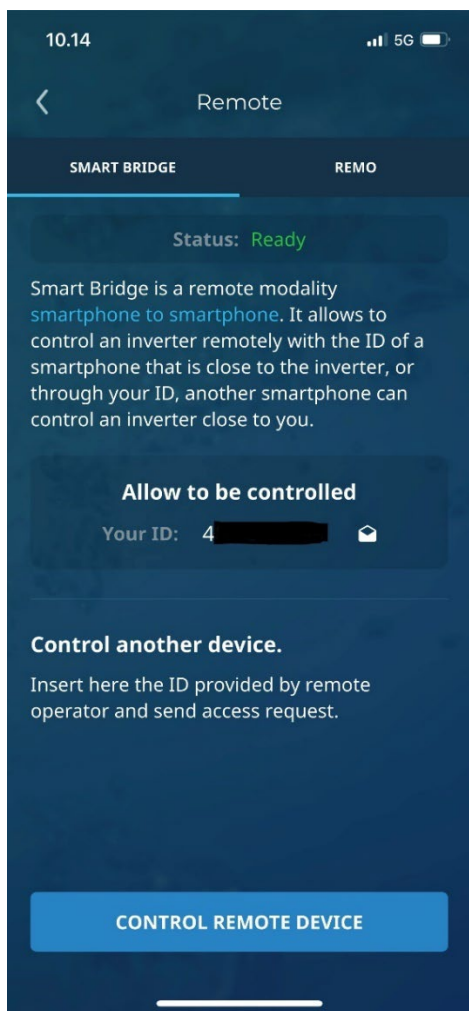 10.14
5G
Remote
SMART BRIDGE
REMO
Status: Ready
Smart Bridge is a remote modality
smartphone to smartphone. It allows to
control an inverter remotely with the ID of a
smartphone that is close to the inverter, or
through your ID, another smartphone can
control an inverter close to you.
Allow to be controlled
Your ID: 4
Control another device.
Insert here the ID provided by remote
operator and send access request.
CONTROL REMOTE DEVICE